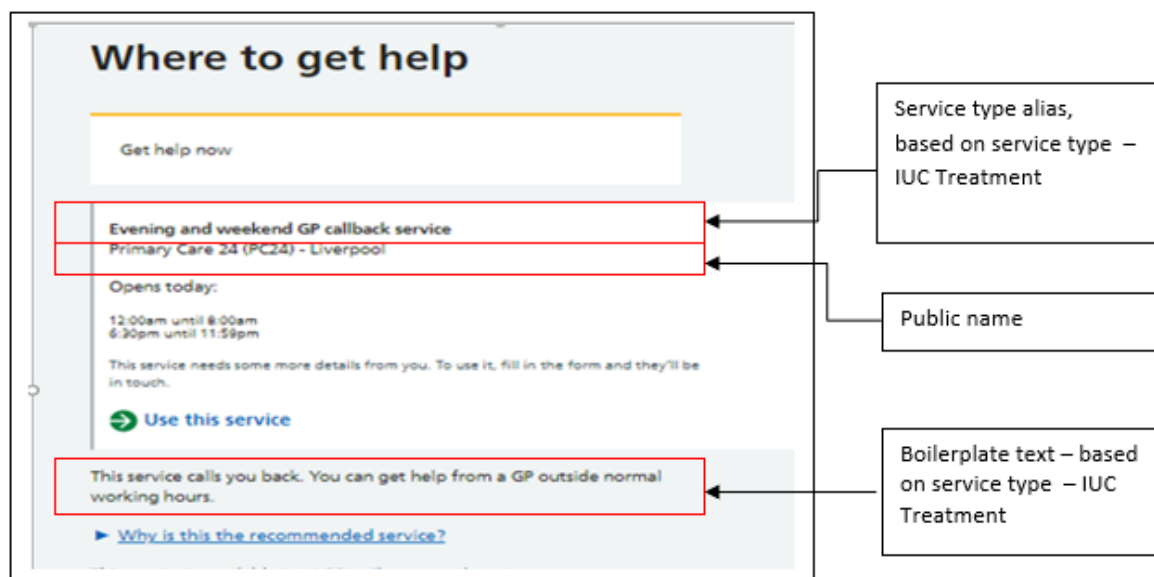 Where to get help
Get help now
Evening and weekend GP callback service
Primary Care 24 (PC24) - Liverpool
Opens today:
12:00am until 8:00am
6:30pm until 11:59pm
This service needs some more details from you. To use it, fill in the form and they'll be
in touch.
Use this service
This service calls you back. You can get help from a GP outside normal
working hours.
Why is this the recommended service?
Service type alias,
based on service type –
IUC Treatment
Public name
Boilerplate text – based
on service type – IUC
Treatment